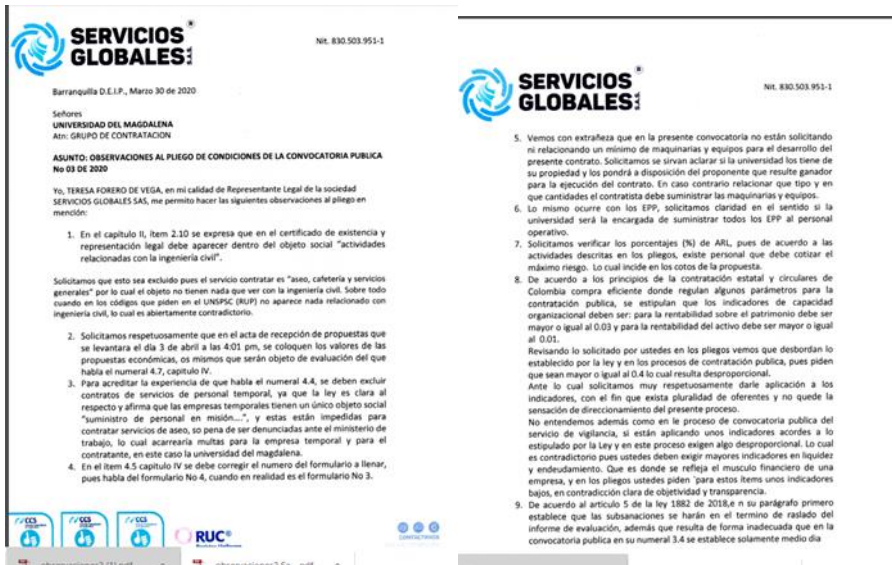 SERVICIOS
GLOBALES S.A.S.
Nit. 830.503.951-1
Barranquilla D.E.I.P., Marzo 30 de 2020
Señores
UNIVERSIDAD DEL MAGDALENA
Atn: GRUPO DE CONTRATACION
ASUNTO: OBSERVACIONES AL PLIEGO DE CONDICIONES DE LA CONVOCATORIA PUBLICA
No 03 DE 2020
Yo, TERESA FORERO DE VEGA, en mi calidad de Representante Legal de la sociedad
SERVICIOS GLOBALES SAS, me permito hacer las siguientes observaciones al pliego en
mención:
1. En el capitulo II, ítem 2.10 se expresa que en el certificado de existencia y
representación legal debe aparecer dentro del objeto social "actividades
relacionadas con la ingeniería civil".
Solicitamos que esto sea excluido pues el servicio contratar es "aseo, cafetería y servicios
generales" por lo cual el objeto no tienen nada que ver con la ingeniería civil. Sobre todo
cuando en los códigos que piden en el UNSPSC (RUP) no aparece nada relacionado con
ingeniería civil, lo cual es abiertamente contradictorio.
2. Solicitamos respetuosamente que en el acta de recepción de propuestas que
se levantara el día 3 de abril a las 4:01 pm, se coloquen los valores de las
propuestas económicas, os mismos que serán objeto de evaluación del que
habla el numeral 4.7, capitulo IV.
3. Para acreditar la experiencia de que habla el numeral 4.4, se deben excluir
contratos de servicios de personal temporal, ya que la ley es clara al
respecto y afirma que las empresas temporales tienen un único objeto social
"suministro de personal en misión....", y estas están impedidas para
contratar servicios de aseo, so pena de ser denunciadas ante el ministerio de
trabajo, lo cual acarrearía multas para la empresa temporal y para el
contratante, en este caso la universidad del magdalena.
4. En el item 4.5 capitulo IV se debe corregir el numero del formulario a llenar,
pues habla del formulario No 4, cuando en realidad es el formulario No 3.
CCS
CCS
CCS
RUC®
CONTACTANOS
SERVICIOS
GLOBALES S.A.S.
Nit. 830.503.951-1
5. Vemos con extrañeza que en la presente convocatoria no están solicitando
ni relacionando un mínimo de maquinarias y equipos para el desarrollo del
presente contrato. Solicitamos se sirvan aclarar si la universidad los tiene de
su propiedad y los pondrá a disposición del proponente que resulte ganador
para la ejecución del contrato. En caso contrario relacionar que tipo y en
que cantidades el contratista debe suministrar las maquinarias y equipos.
6. Lo mismo ocurre con los EPP, solicitamos claridad en el sentido si la
universidad será la encargada de suministrar todos los EPP al personal
operativo.
7. Solicitamos verificar los porcentajes (%) de ARL, pues de acuerdo a las
actividades descritas en los pliegos, existe personal que debe cotizar el
máximo riesgo. Lo cual incide en los cotos de la propuesta.
8. De acuerdo a los principios de la contratación estatal y circulares de
Colombia compra eficiente donde regulan algunos parámetros para la
contratación publica, se estipulan que los indicadores de capacidad
organizacional deben ser: para la rentabilidad sobre el patrimonio debe ser
mayor o igual al 0.03 y para la rentabilidad del activo debe ser mayor o igual
al 0.01.
Revisando lo solicitado por ustedes en los pliegos vemos que desbordan lo
establecido por la ley y en los procesos de contratación publica, pues piden
que sean mayor o igual al 0.4 lo cual resulta desproporcional.
Ante lo cual solicitamos muy respetuosamente darle aplicación a los
indicadores, con el fin que exista pluralidad de oferentes y no quede la
sensación de direccionamiento del presente proceso.
No entendemos además como en le proceso de convocatoria publica del
servicio de vigilancia, si están aplicando unos indicadores acordes a lo
estipulado por la Ley y en este proceso exigen algo desproporcional. Lo cual
es contradictorio pues ustedes deben exigir mayores indicadores en liquidez
y endeudamiento. Que es donde se refleja el musculo financiero de una
empresa, y en los pliegos ustedes piden ´para estos ítems unos indicadores
bajos, en contradicción clara de objetividad y transparencia.
9. De acuerdo al articulo 5 de la ley 1882 de 2018,e n su parágrafo primero
establece que las subsanaciones se harán en el termino de raslado del
informe de evaluación, además que resulta de forma inadecuada que en la
convocatoria publica en su numeral 3.4 se establece solamente medio dia